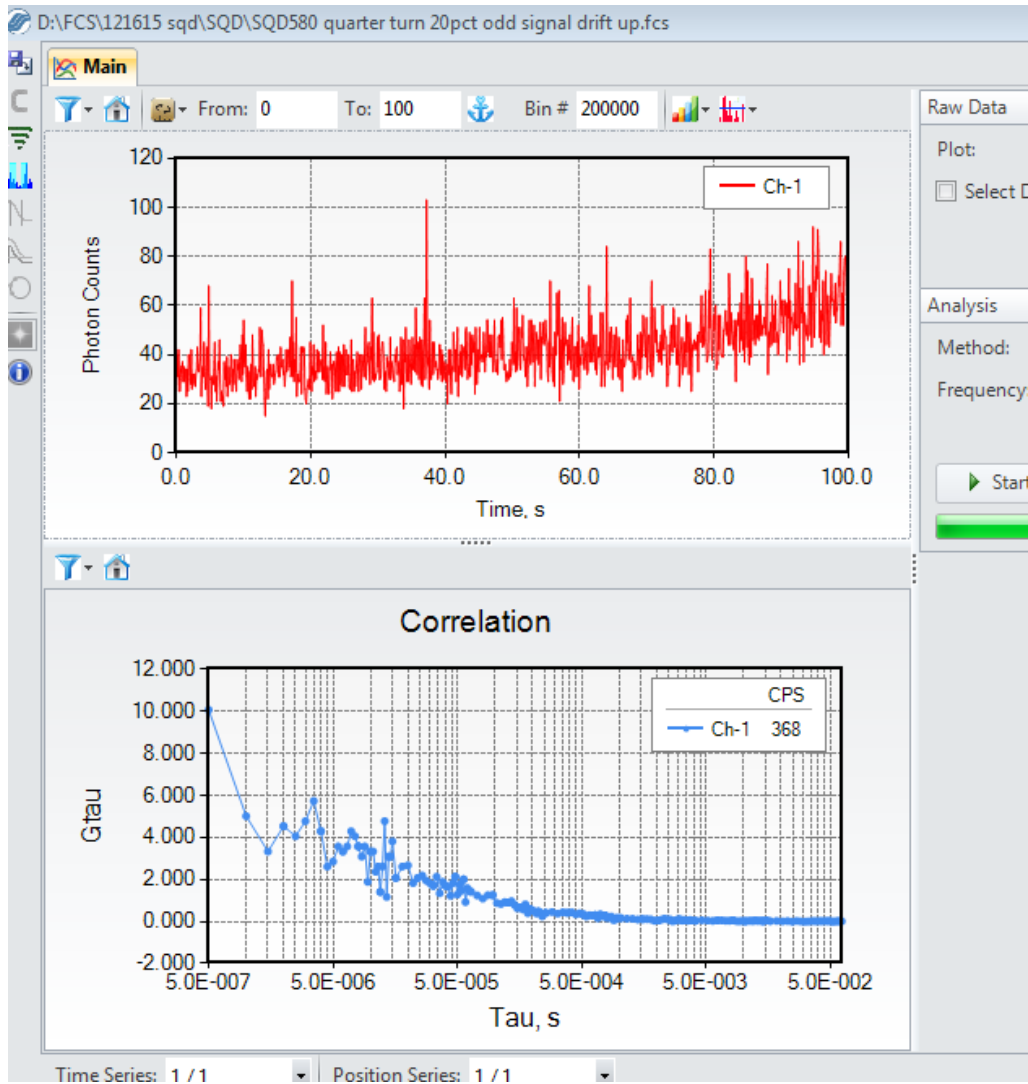 D:\FCS\121615 sqd\SQD\SQD580 quarter turn 20pct odd signal drift up.fcs
Main
From: 0 To: 100 Bin # 200000
Raw Data
Plot:
Select D
120
100
80
60
40
20
0
Photon Counts
Ch-1
0.0 20.0 40.0 60.0 80.0 100.0
Time, s
Analysis
Method:
Frequency:
Start
Correlation
12.000
10.000
8.000
6.000
4.000
2.000
0.000
-2.000
Gtau
CPS
Ch-1 368
5.0E-007 5.0E-006 5.0E-005 5.0E-004 5.0E-003 5.0E-002
Tau, s
Time Series: 1 / 1 Position Series: 1 / 1